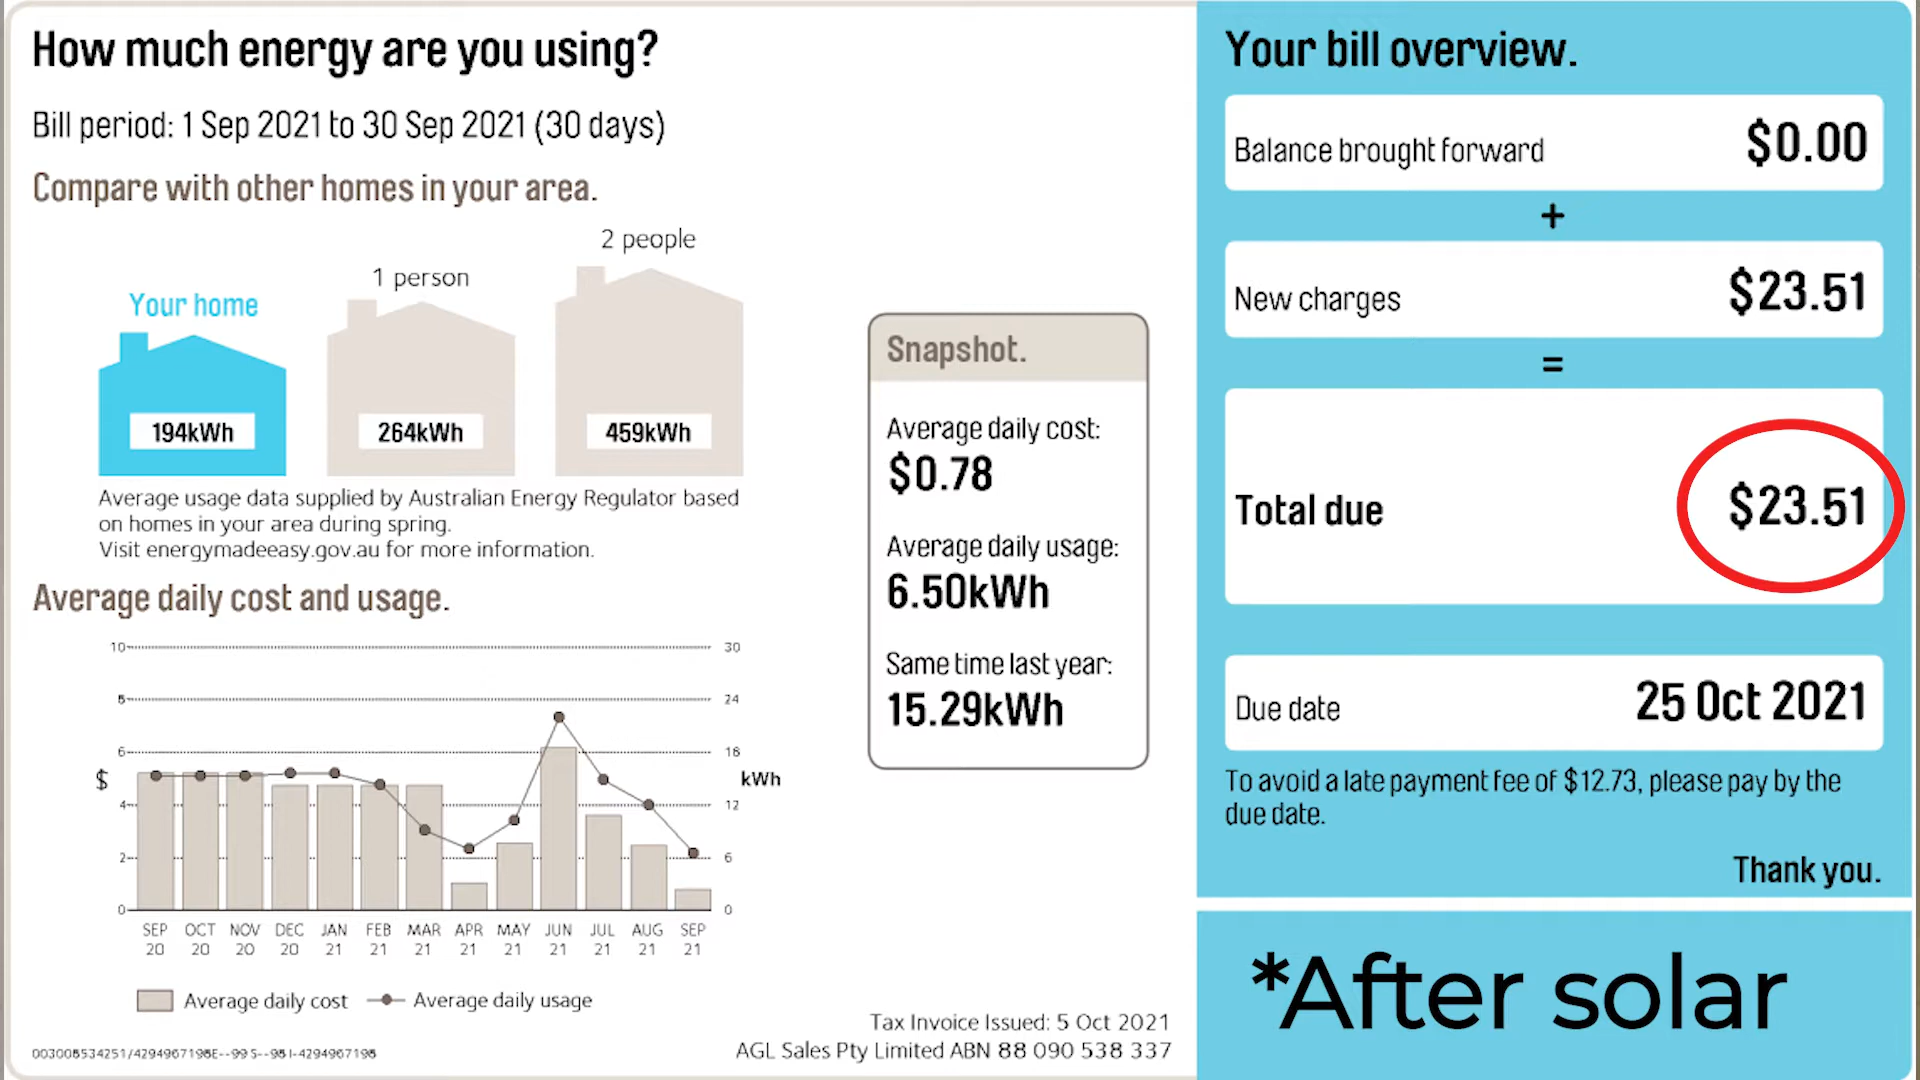 How much energy are you using?
Bill period: 1 Sep 2021 to 30 Sep 2021 (30 days)
Compare with other homes in your area.
Your home
1 person
2 people
194kWh
264kWh
459kWh
Average usage data supplied by Australian Energy Regulator based
on homes in your area during spring.
Visit energymadeeasy.gov.au for more information.
Average daily cost and usage.
10
6
4
2
0
$
30
24
18
12
6
0
kWh
SEP 20
OCT 20
NOV 20
DEC 20
JAN 21
FEB 21
MAR 21
APR 21
MAY 21
JUN 21
JUL 21
AUG 21
SEP 21
Average daily cost
Average daily usage
Snapshot.
Average daily cost:
$0.78
Average daily usage:
6.50kWh
Same time last year:
15.29kWh
Tax Invoice Issued: 5 Oct 2021
AGL Sales Pty Limited ABN 88 090 538 337
Your bill overview.
Balance brought forward $0.00
+
New charges $23.51
=
Total due $23.51
Due date 25 Oct 2021
To avoid a late payment fee of $12.73, please pay by the
due date.
Thank you.
*After solar